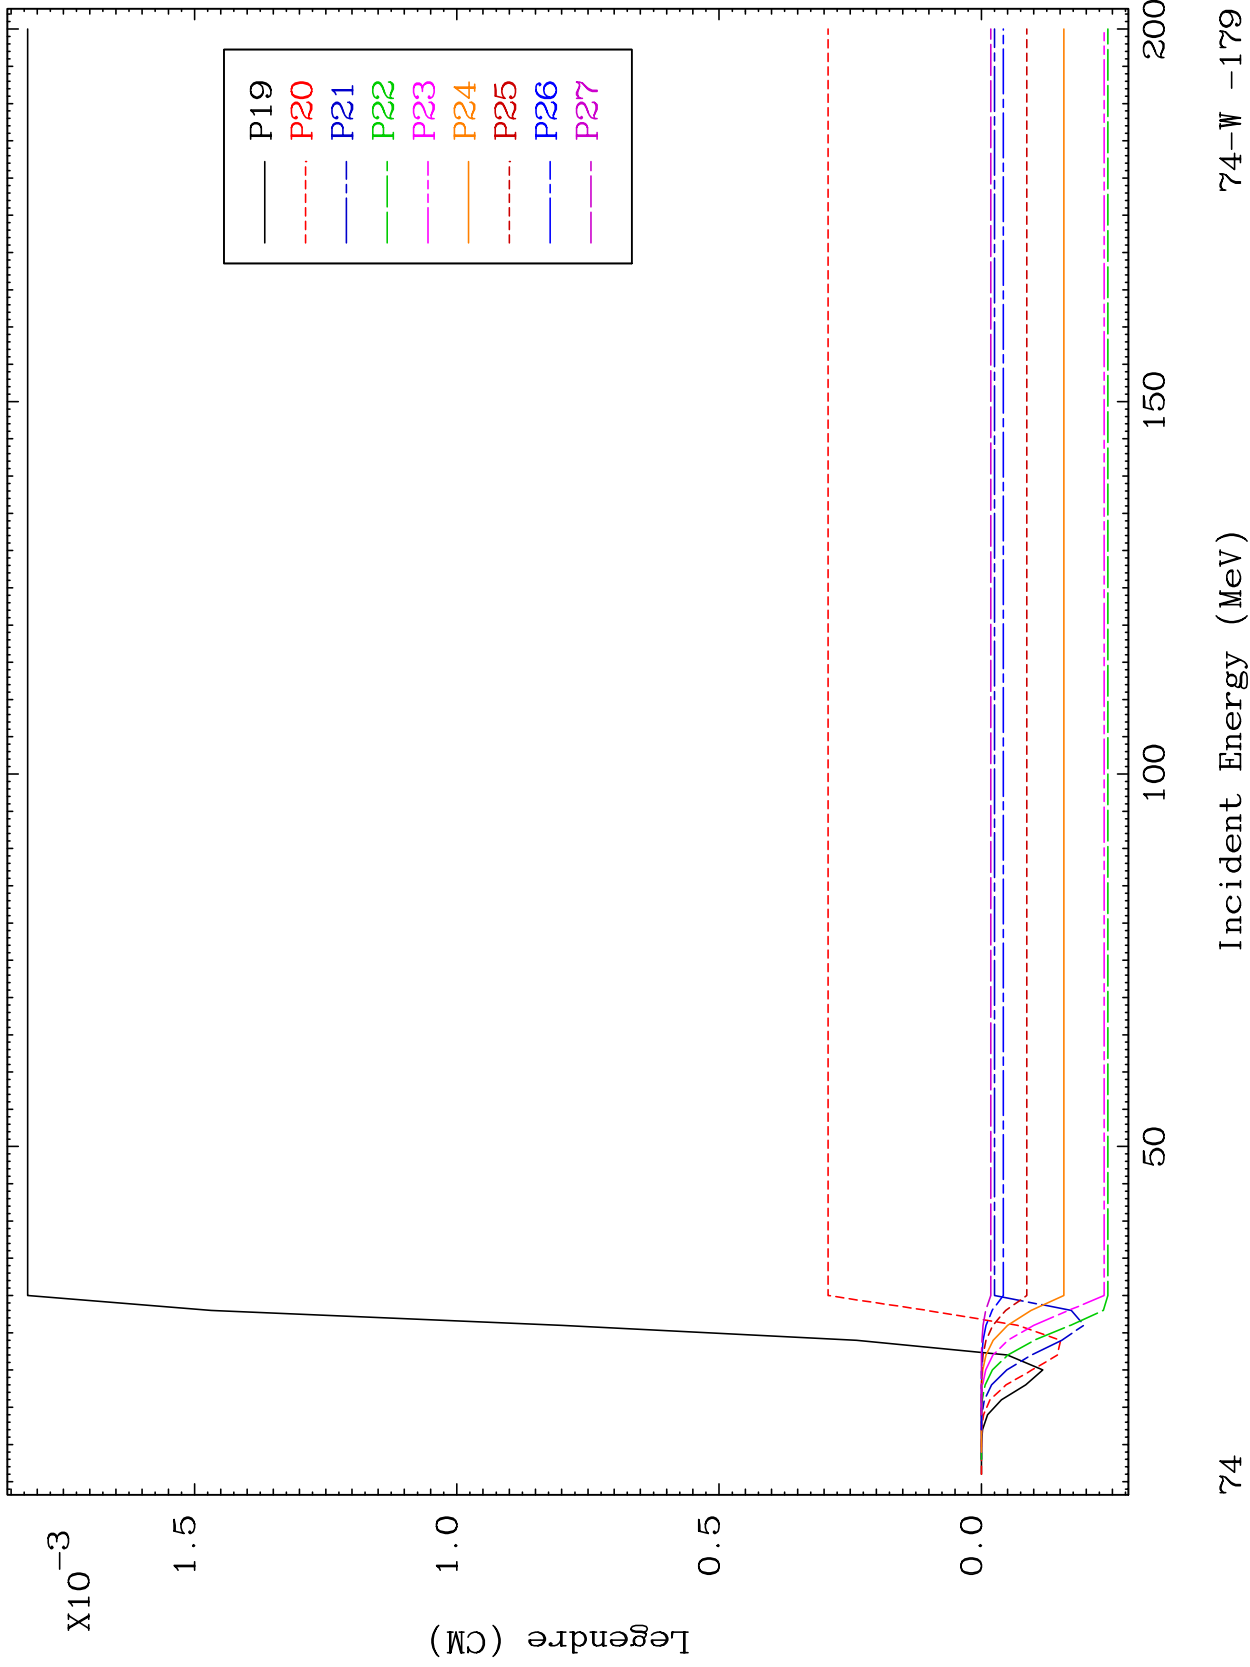 X10-3
1.5
1.0
0.5
0.0
Legendre (CM)
P19
P20
P21
P22
P23
P24
P25
P26
P27
50
100
150
200
Incident Energy (MeV)
74
74-W -179